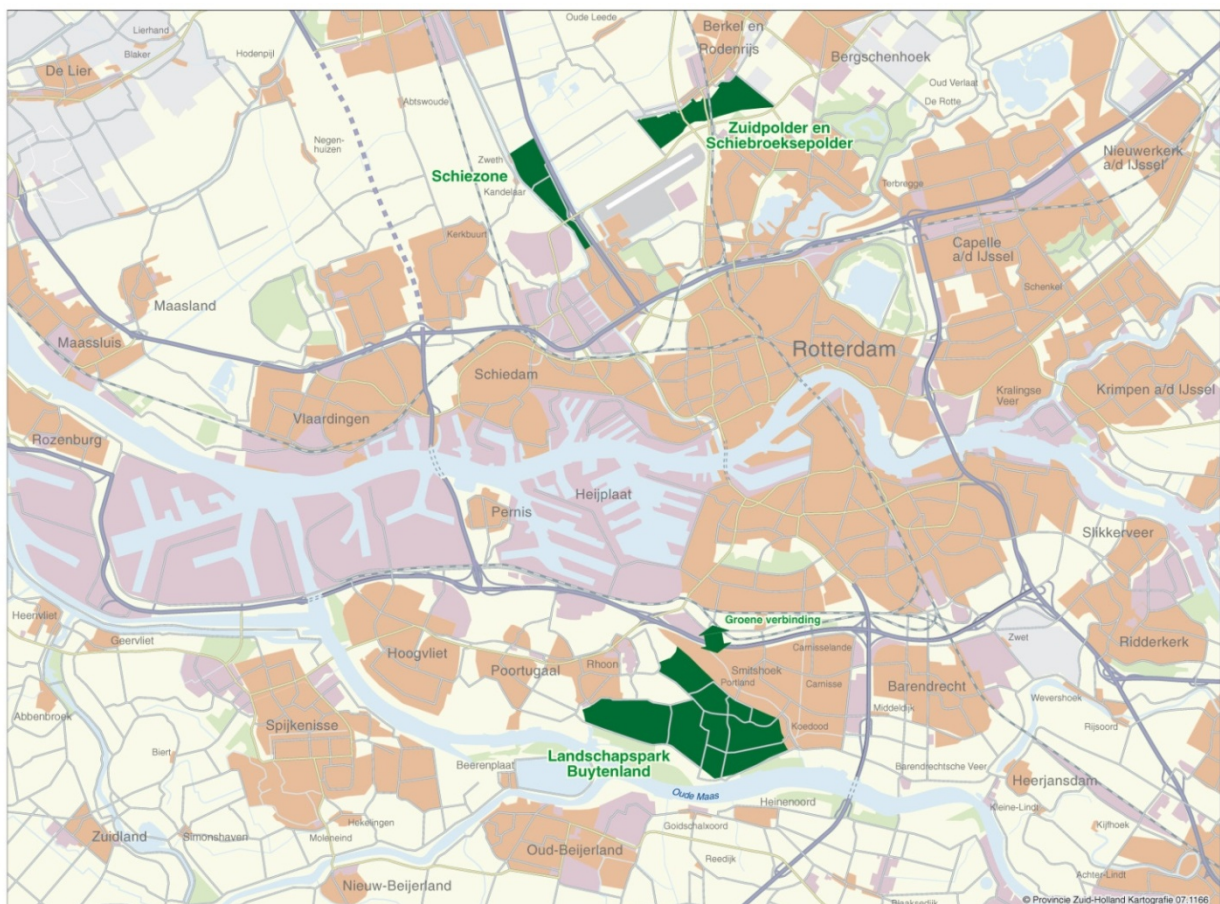 Oude Leede
Berkel en
Rodenrijs
Lierhand
Blaker
De Lier
Hodenpijl
Bergschenhoek
Oud Verlaat
De Rotte
Abtswoude
Zuidpolder en
Schiebroeksepolder
Negen-
huizen
Nieuwerkerk
a/d IJssel
Zweth
Schiezone
Kandelaar
Terbregge
Kerkbuurt
Capelle
a/d IJssel
Schenkel
Maasland
Maassluis
Rotterdam
Schiedam
Krimpen a/d IJssel
Kralingse
Veer
Vlaardingen
Rozenburg
Heijplaat
Pernis
Slikkerveer
Heenvliet
Geervliet
Groene verbinding
Carnisselande
Zwet
Ridderkerk
Hoogvliet
Poortugaal
Rhoon
Smitshoek
Portland
Carnisse
Barendrecht
Wevershoek
Rijsoord
Abbenbroek
Spijkenisse
Middeldijk
Koedood
Biert
Landschapspark
Buytenland
Beerenplaat
Barendrechtsche Veer
Heerjansdam
Oude Maas
Heinenoord
Kleine-Lindt
Zuidland
Simonshaven
Hekelingen
Moleneind
Goidschalxoord
Kijfhoek
Oud-Beijerland
Reedijk
Achter-Lindt
Nieuw-Beijerland
Blaaksedijk
© Provincie Zuid-Holland Kartografie 07.1166